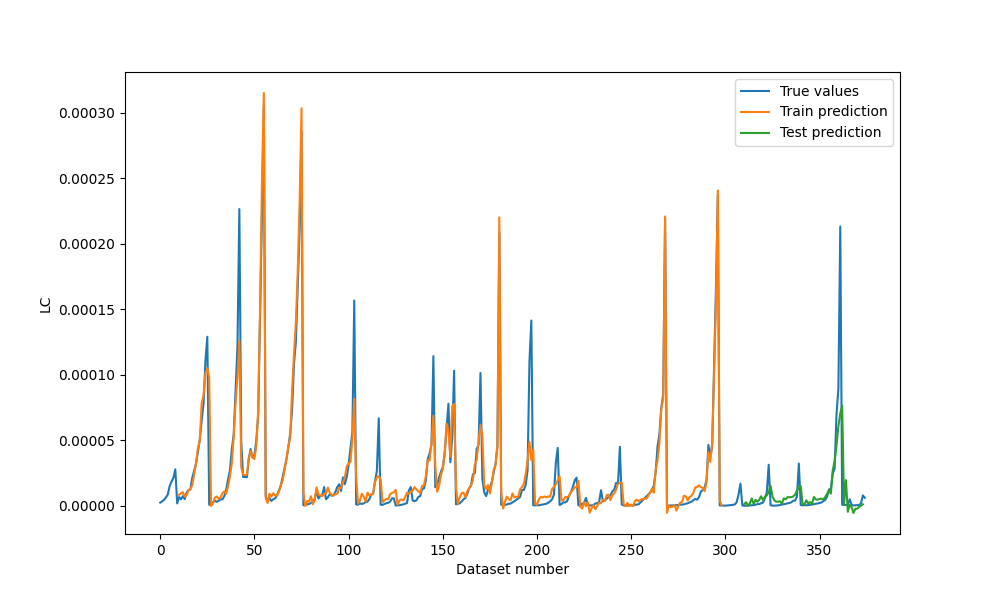 True values
Train prediction
Test prediction
0.00030
0.00025
0.00020
0.00015
0.00010
0.00005
0.00000
LC
0 50 100 150 200 250 300 350
Dataset number